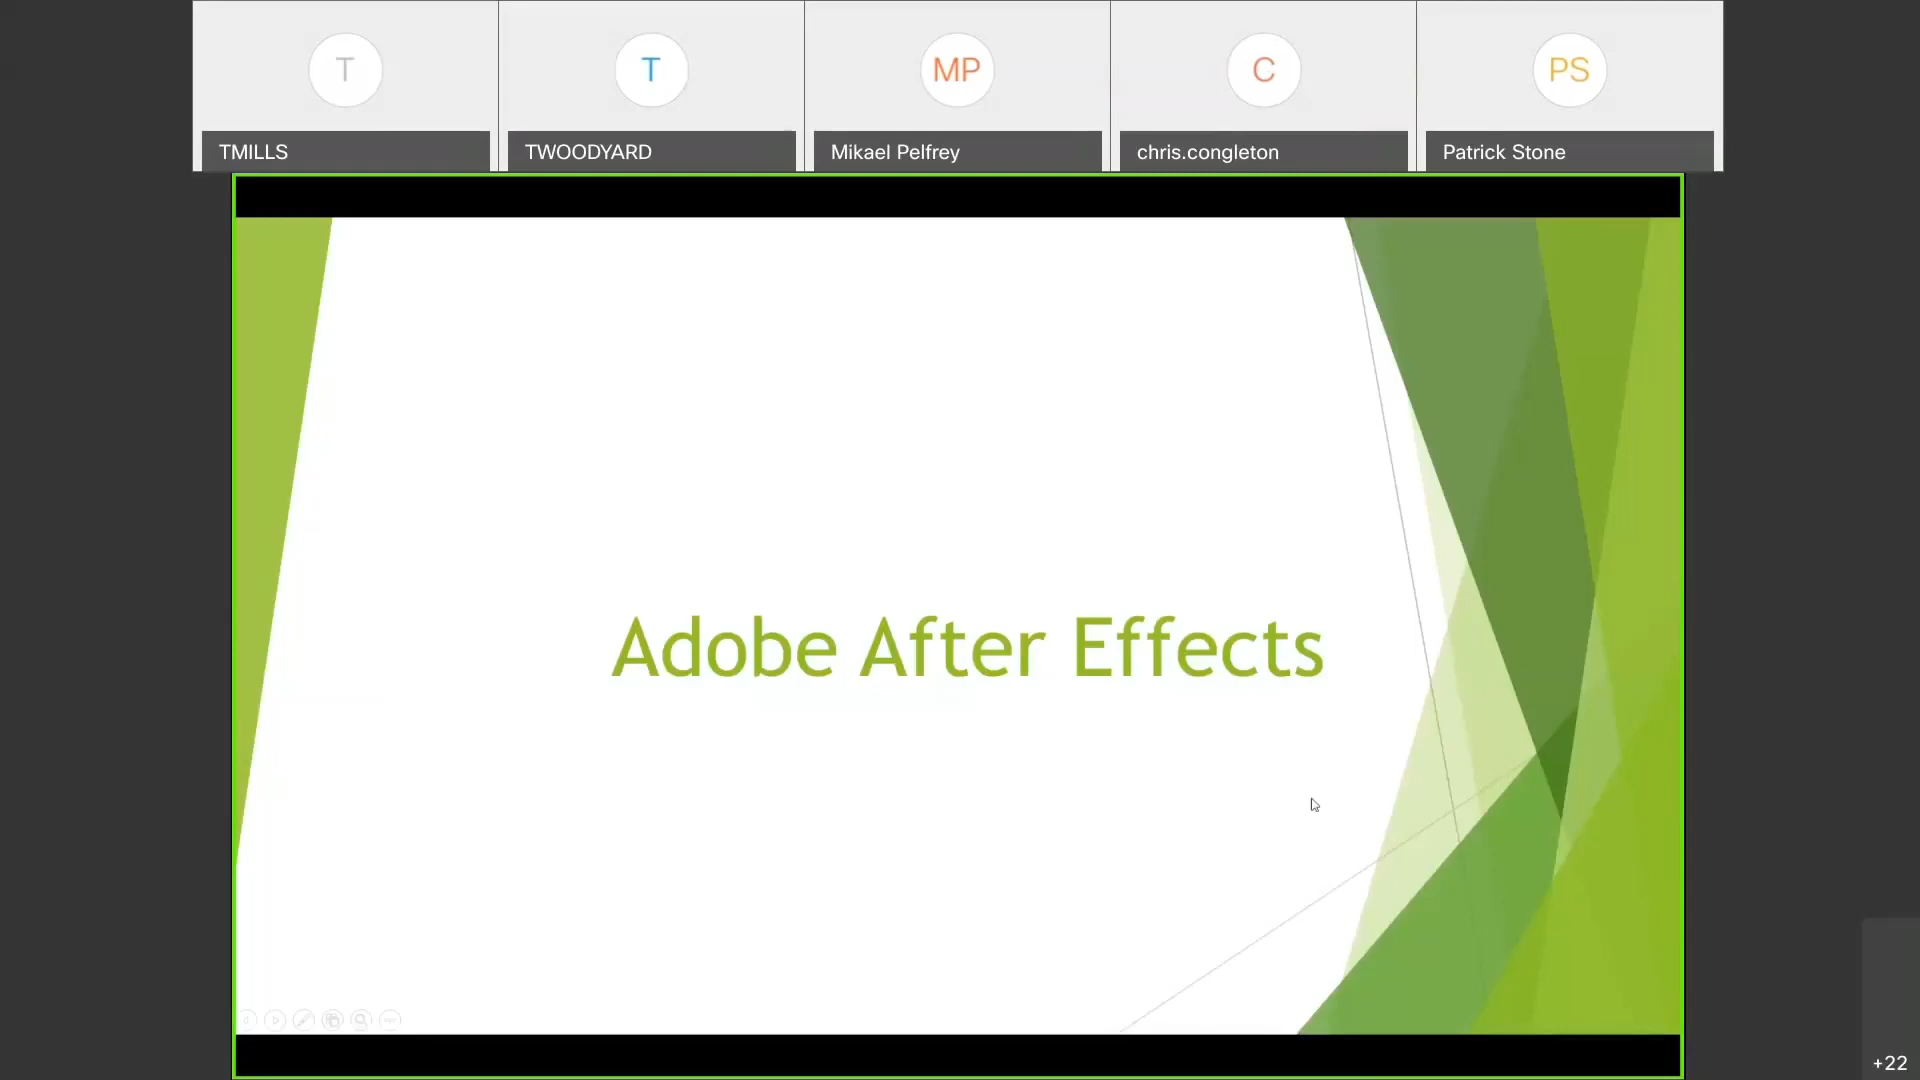 T
T
MP
C
PS
TMILLS
TWOODYARD
Mikael Pelfrey
chris.congleton
Patrick Stone
Adobe After Effects
+22